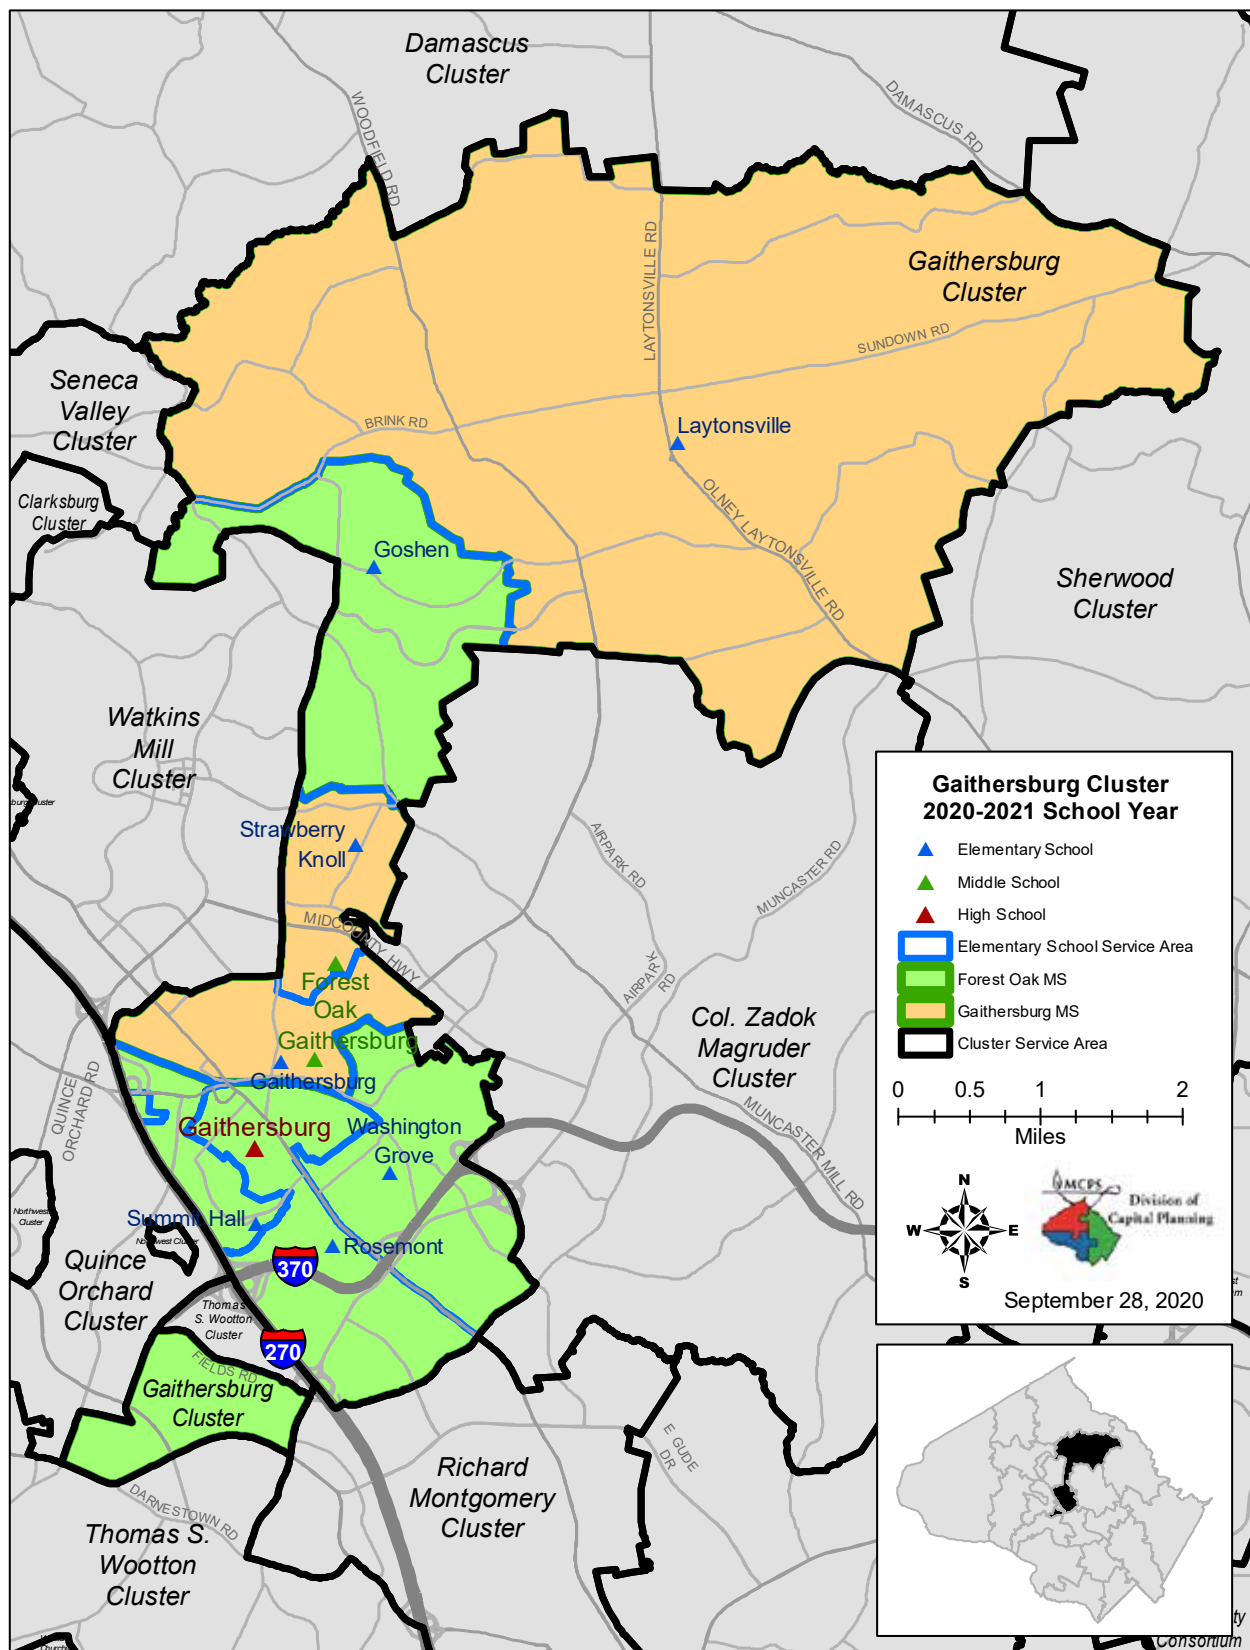 Damascus
Cluster
WOODFIELD RD
DAMASCUS RD
LAYTONSVILLE RD
Gaithersburg
Cluster
SUNDOWN RD
Seneca
Valley
Cluster
BRINK RD
Laytonsville
Clarksburg
Cluster
OLNEY LAYTONSVILLE RD
Goshen
Sherwood
Cluster
Watkins
Mill
Cluster
Strawberry
Knoll
AIRPARK RD
MUNCASTER RD
MIDCOUNTY HWY
AIRPARK RD
Forest
Oak
Gaithersburg
Gaithersburg
QUINCE
ORCHARD RD
Col. Zadok
Magruder
Cluster
MUNCASTER MILL RD
Gaithersburg
Washington
Grove
Summit Hall
Rosemont
Northwest
Cluster
Northwest Cluster
Quince
Orchard
Cluster
370
Thomas
S. Wootton
Cluster
270
FIELDS RD
Gaithersburg
Cluster
E GUDE
DR
Richard
Montgomery
Cluster
DARNESTOWN RD
Thomas S.
Wootton
Cluster
Gaithersburg Cluster
2020-2021 School Year
Elementary School
Middle School
High School
Elementary School Service Area
Forest Oak MS
Gaithersburg MS
Cluster Service Area
0 0.5 1 2
Miles
N
W E
S
MCPS
Division of
Capital Planning
September 28, 2020
Consortium